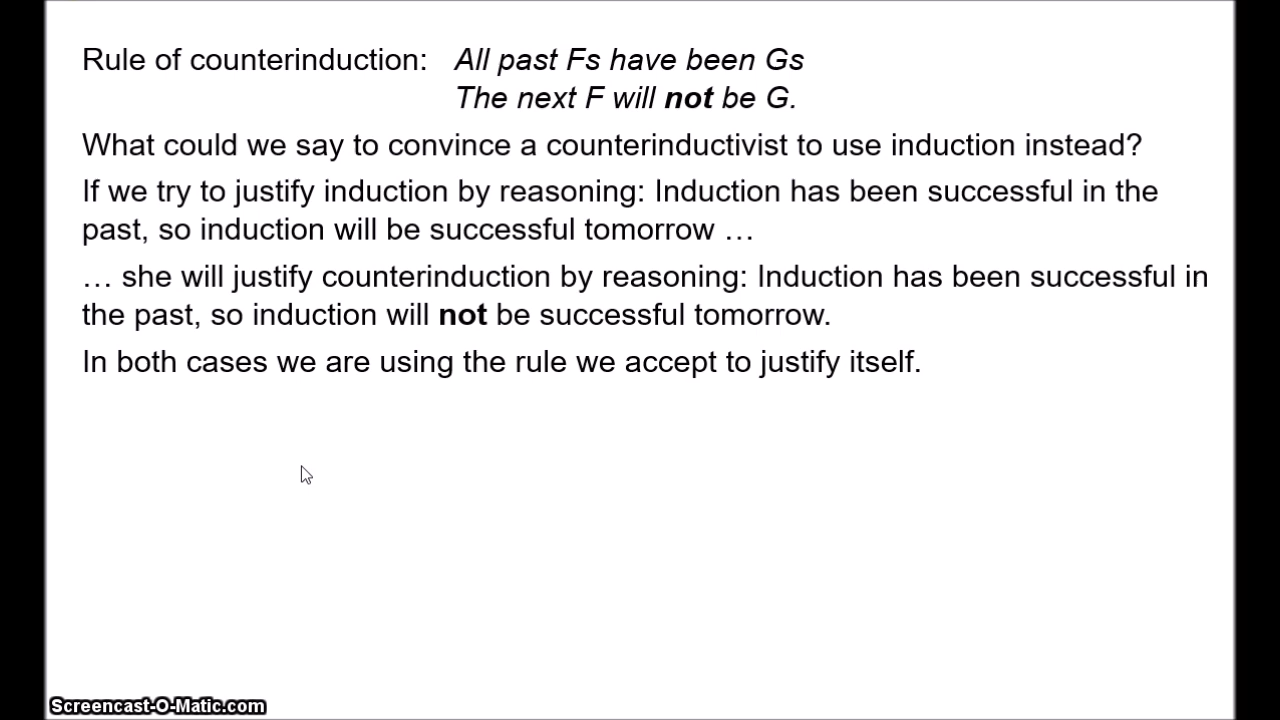 Rule of counterinduction: All past Fs have been Gs
The next F will not be G.
What could we say to convince a counterinductivist to use induction instead?
If we try to justify induction by reasoning: Induction has been successful in the
past, so induction will be successful tomorrow …
… she will justify counterinduction by reasoning: Induction has been successful in
the past, so induction will not be successful tomorrow.
In both cases we are using the rule we accept to justify itself.
Screencast-O-Matic.com